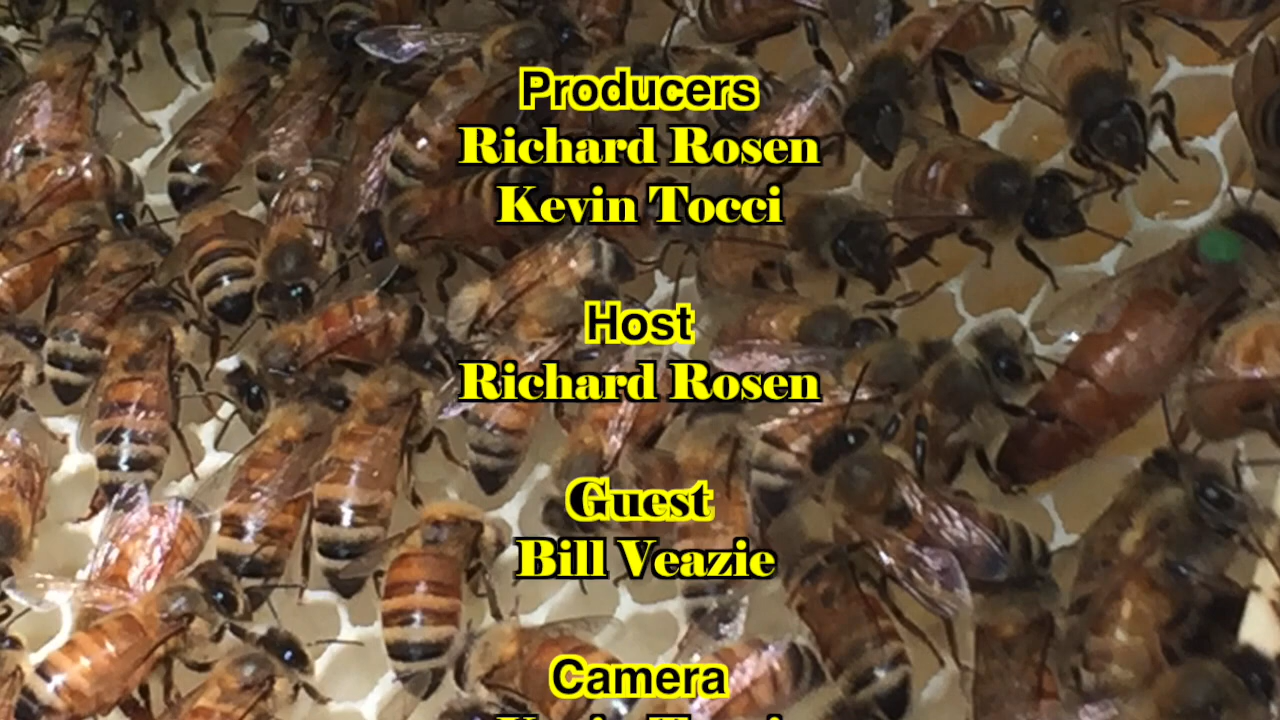 Producers
Richard Rosen
Kevin Tocci
Host
Richard Rosen
Guest
Bill Veazie
Camera